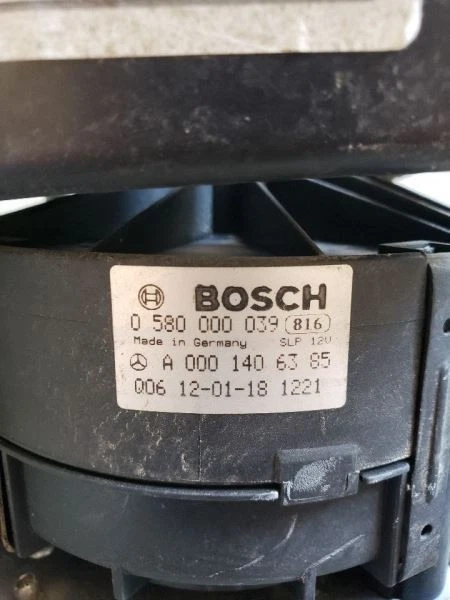 BOSCH
0 580 000 039 816
Made in Germany SLP 12V
A 000 140 63 85
Q06 12-01-18 1221